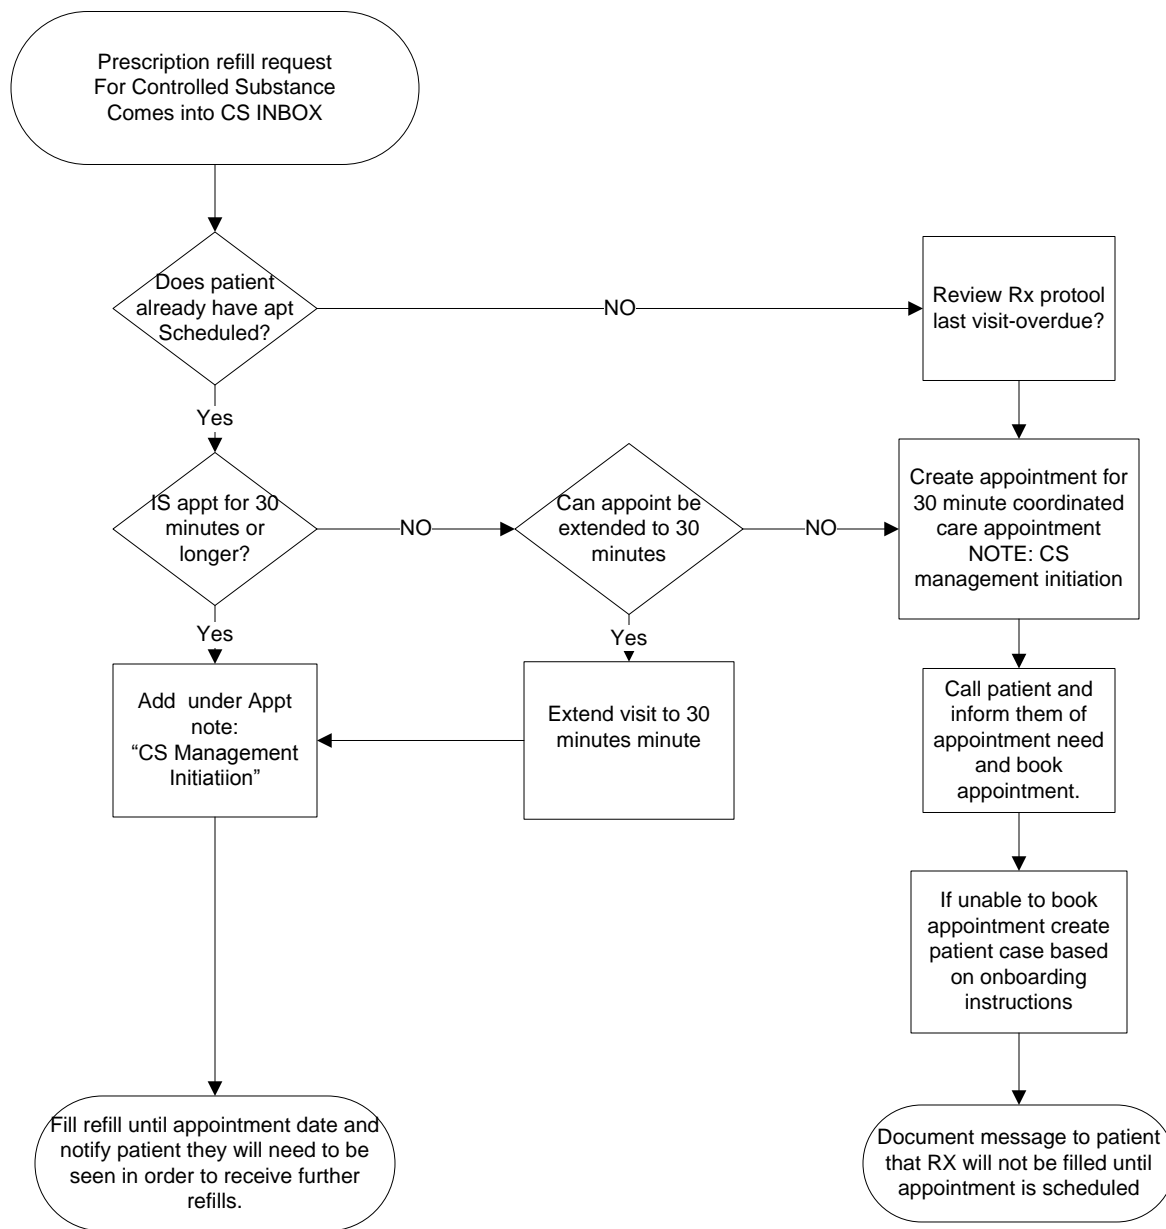 Prescription refill request
For Controlled Substance
Comes into CS INBOX
Does patient
already have apt
Scheduled?
NO
Review Rx protool
last visit-overdue?
Yes
IS appt for 30
minutes or
longer?
NO
Can appoint be
extended to 30
minutes
NO
Create appointment for
30 minute coordinated
care appointment
NOTE: CS
management initiation
Yes
Yes
Add  under Appt
note:
“CS Management
Initiatiion”
Extend visit to 30
minutes minute
Call patient and
inform them of
appointment need
and book
appointment.
If unable to book
appointment create
patient case based
on onboarding
instructions
Fill refill until appointment date and
notify patient they will need to be
seen in order to receive further
refills.
Document message to patient
that RX will not be filled until
appointment is scheduled